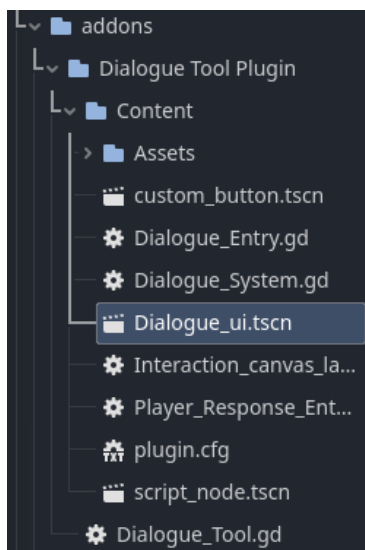 addons
Dialogue Tool Plugin
Content
Assets
custom_button.tscn
Dialogue_Entry.gd
Dialogue_System.gd
Dialogue_ui.tscn
Interaction_canvas_la...
Player_Response_Ent...
plugin.cfg
script_node.tscn
Dialogue_Tool.gd